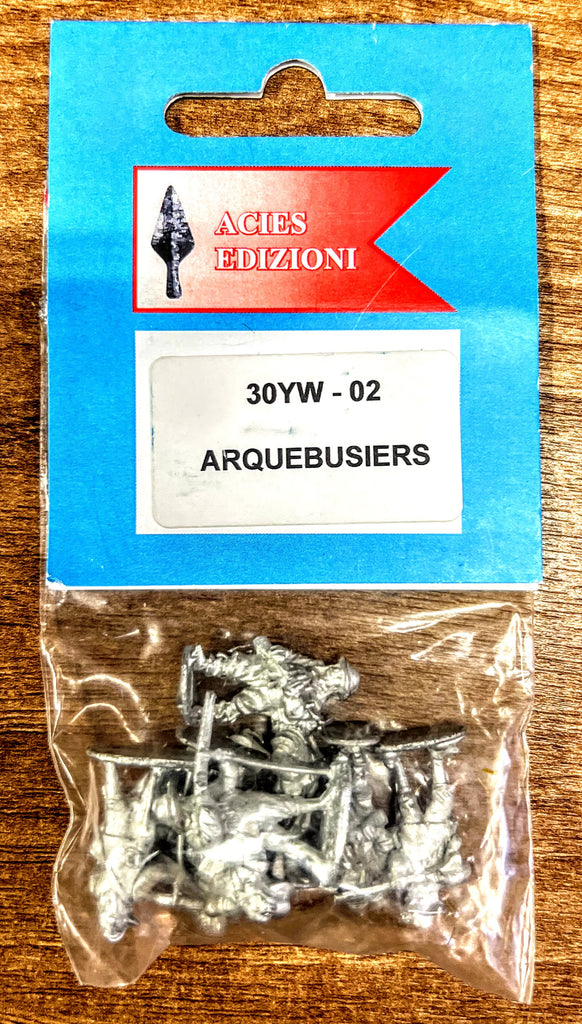 ACIES
EDIZIONI
30YW - 02
ARQUEBUSIERS